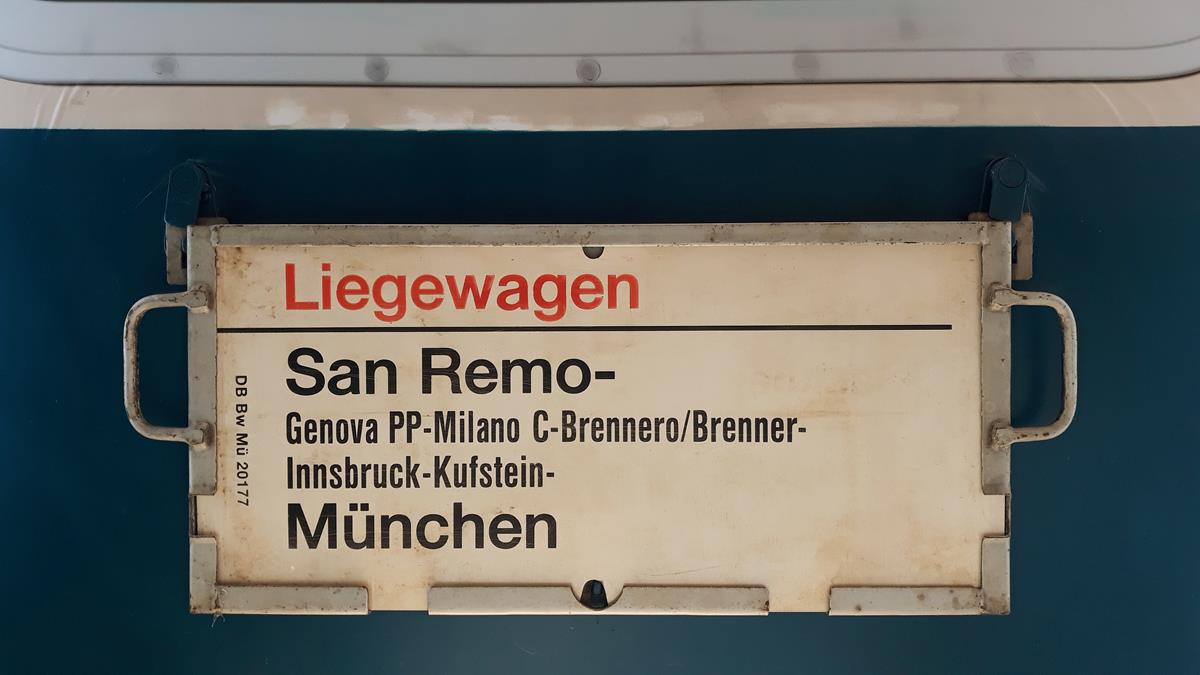 Liegewagen
San Remo-
Genova PP-Milano C-Brennero/Brenner-
Innsbruck-Kufstein-
München
DB Bw Mü 20177